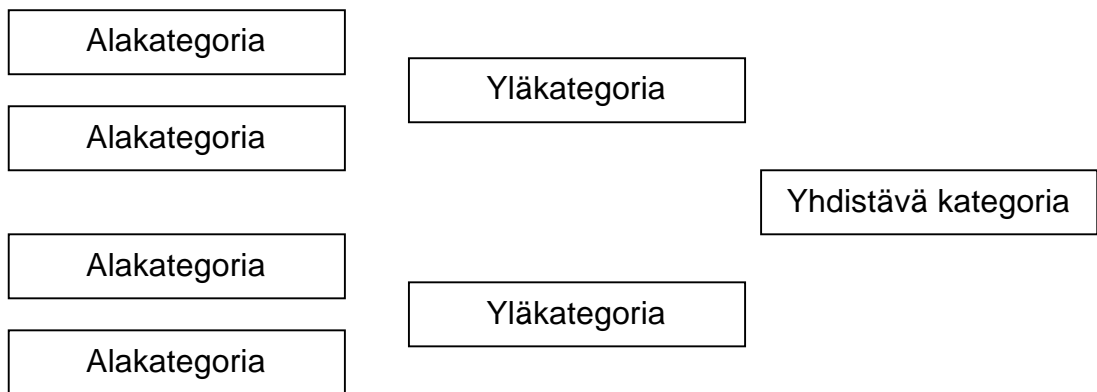 Alakategoria
Alakategoria
Yläkategoria
Alakategoria
Alakategoria
Yläkategoria
Yhdistävä kategoria